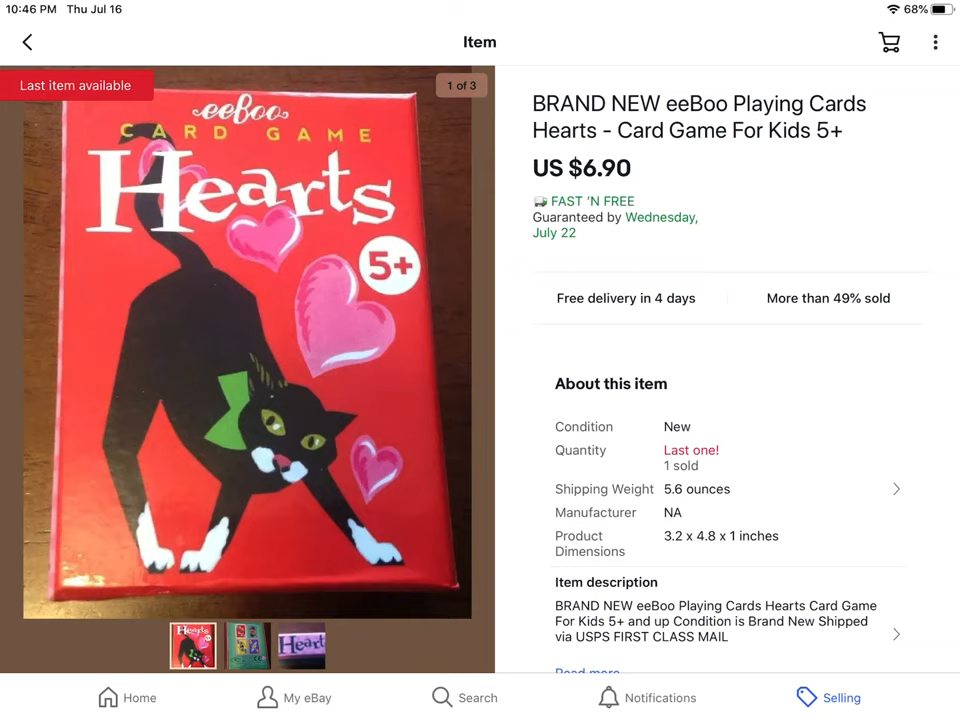 10:46 PM Thu Jul 16
68%
Item
Last item available
1 of 3
eeBoo
CARD GAME
Hearts
5+
BRAND NEW eeBoo Playing Cards
Hearts - Card Game For Kids 5+
US $6.90
FAST 'N FREE
Guaranteed by Wednesday,
July 22
Free delivery in 4 days
More than 49% sold
About this item
Condition New
Quantity Last one!
1 sold
Shipping Weight 5.6 ounces
Manufacturer NA
Product 3.2 x 4.8 x 1 inches
Dimensions
Item description
BRAND NEW eeBoo Playing Cards Hearts Card Game
For Kids 5+ and up Condition is Brand New Shipped
via USPS FIRST CLASS MAIL
Read more
Hearts
Heart
Home
My eBay
Search
Notifications
Selling